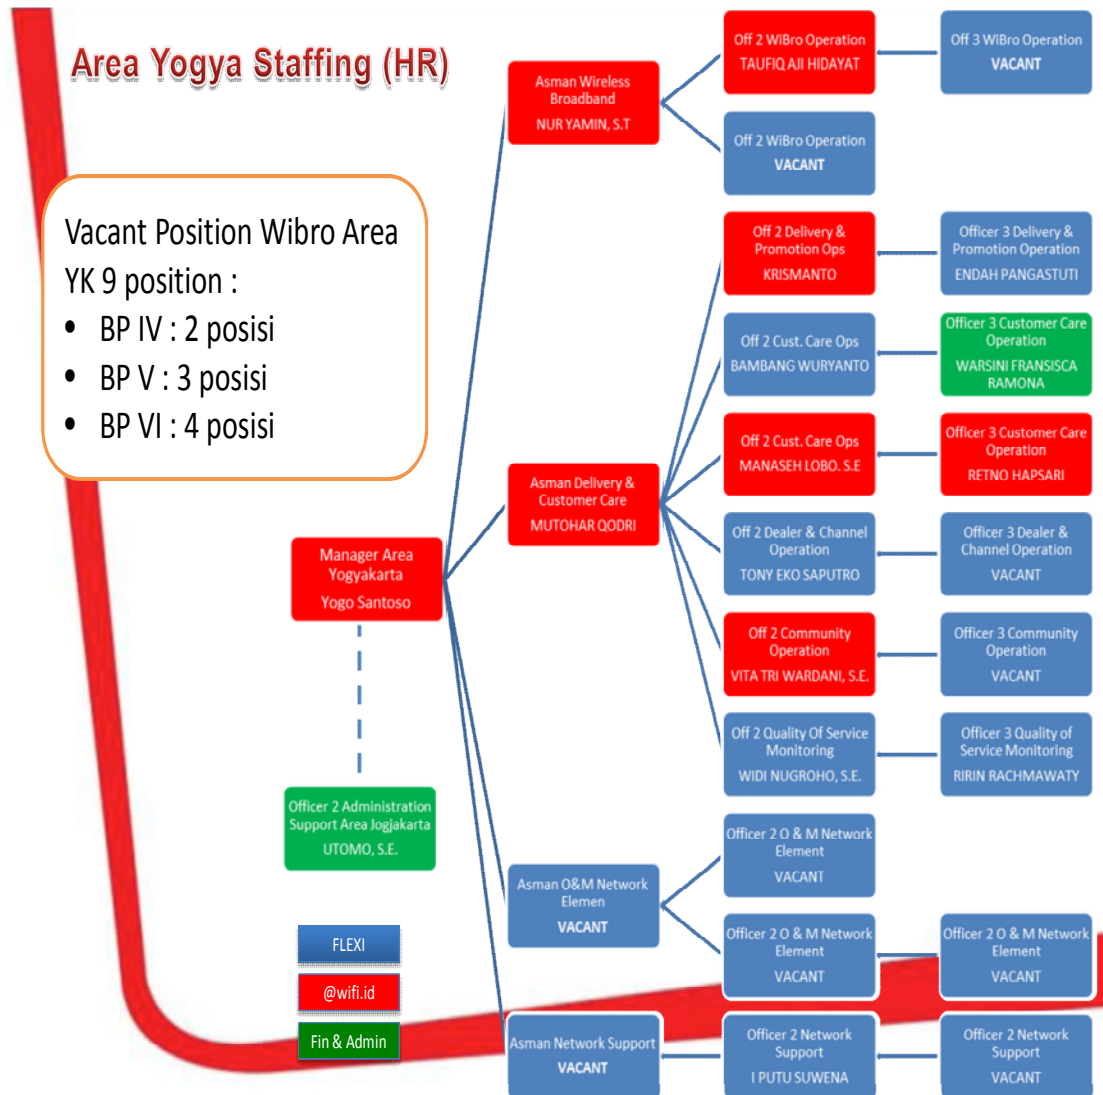 Area Yogya Staffing (HR)
Vacant Position Wibro Area
YK 9 position :
• BP IV : 2 posisi
• BP V : 3 posisi
• BP VI : 4 posisi
Manager Area
Yogyakarta
Yogo Santoso
Officer 2 Administration
Support Area Jogjakarta
UTOMO, S.E.
FLEXI
@wifi.id
Fin & Admin
Asman Wireless
Broadband
NUR YAMIN, S.T
Off 2 WiBro Operation
TAUFIQ AJI HIDAYAT
Off 3 WiBro Operation
VACANT
Off 2 WiBro Operation
VACANT
Asman Delivery &
Customer Care
MUTOHAR QODRI
Off 2 Delivery &
Promotion Ops
KRISMANTO
Officer 3 Delivery &
Promotion Operation
ENDAH PANGASTUTI
Off 2 Cust. Care Ops
BAMBANG WURYANTO
Officer 3 Customer Care
Operation
WARSINI FRANSISCA
RAMONA
Off 2 Cust. Care Ops
MANASEH LOBO. S.E
Officer 3 Customer Care
Operation
RETNO HAPSARI
Off 2 Dealer & Channel
Operation
TONY EKO SAPUTRO
Officer 3 Dealer &
Channel Operation
VACANT
Off 2 Community
Operation
VITA TRI WARDANI, S.E.
Officer 3 Community
Operation
VACANT
Off 2 Quality Of Service
Monitoring
WIDI NUGROHO, S.E.
Officer 3 Quality of
Service Monitoring
RIRIN RACHMAWATY
Asman O&M Network
Elemen
VACANT
Officer 2 O & M Network
Element
VACANT
Officer 2 O & M Network
Element
VACANT
Officer 2 O & M Network
Element
VACANT
Asman Network Support
VACANT
Officer 2 Network
Support
I PUTU SUWENA
Officer 2 Network
Support
VACANT